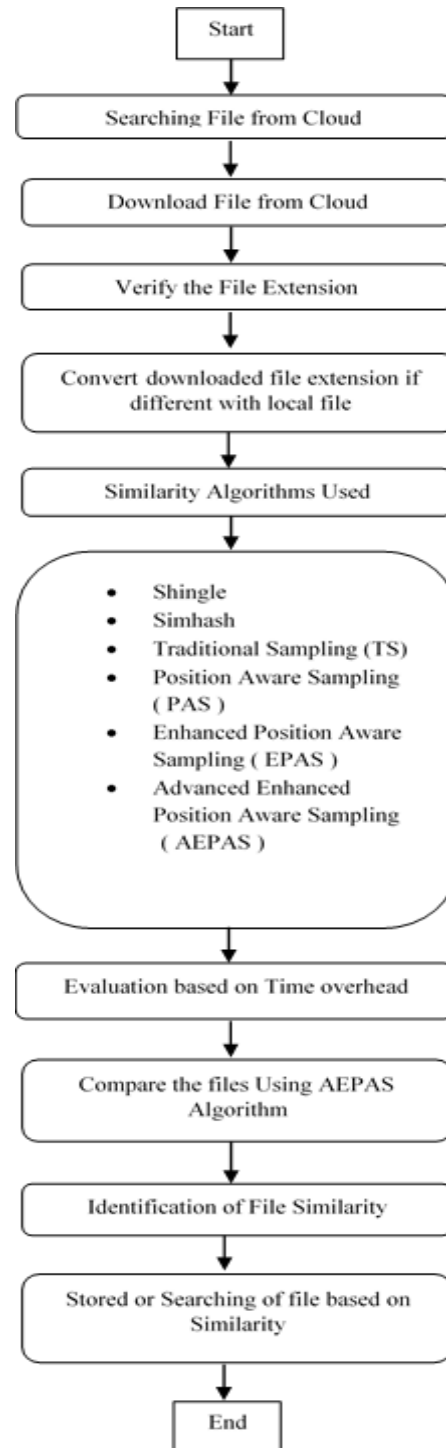 Start
Searching File from Cloud
Download File from Cloud
Verify the File Extension
Convert downloaded file extension if
different with local file
Similarity Algorithms Used
• Shingle
• Simhash
• Traditional Sampling (TS)
• Position Aware Sampling
( PAS )
• Enhanced Position Aware
Sampling ( EPAS )
• Advanced Enhanced
Position Aware Sampling
( AEPAS )
Evaluation based on Time overhead
Compare the files Using AEPAS
Algorithm
Identification of File Similarity
Stored or Searching of file based on
Similarity
End